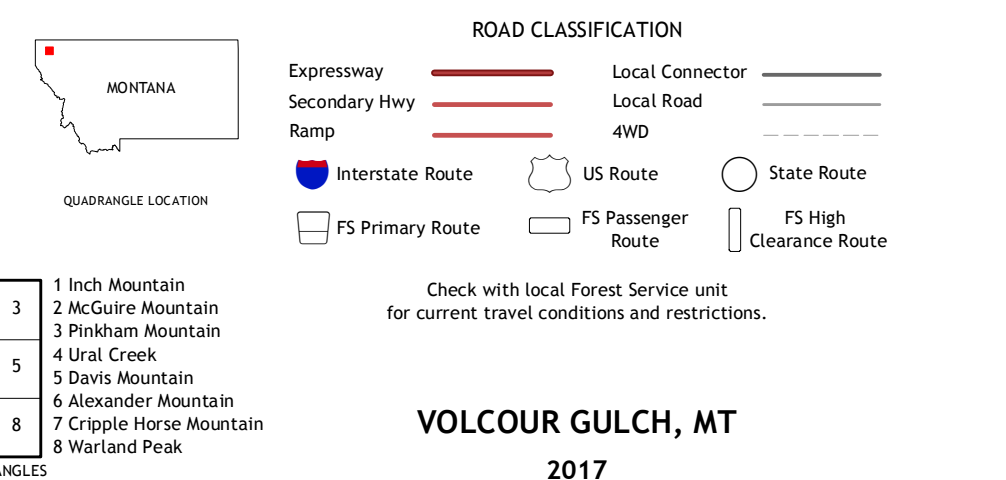 ROAD CLASSIFICATION
MONTANA
QUADRANGLE LOCATION
Expressway
Secondary Hwy
Ramp
Local Connector
Local Road
4WD
Interstate Route
US Route
State Route
FS Primary Route
FS Passenger
Route
FS High
Clearance Route
3
5
8
1 Inch Mountain
2 McGuire Mountain
3 Pinkham Mountain
4 Ural Creek
5 Davis Mountain
6 Alexander Mountain
7 Cripple Horse Mountain
8 Warland Peak
ANGLES
Check with local Forest Service unit
for current travel conditions and restrictions.
VOLCOUR GULCH, MT
2017